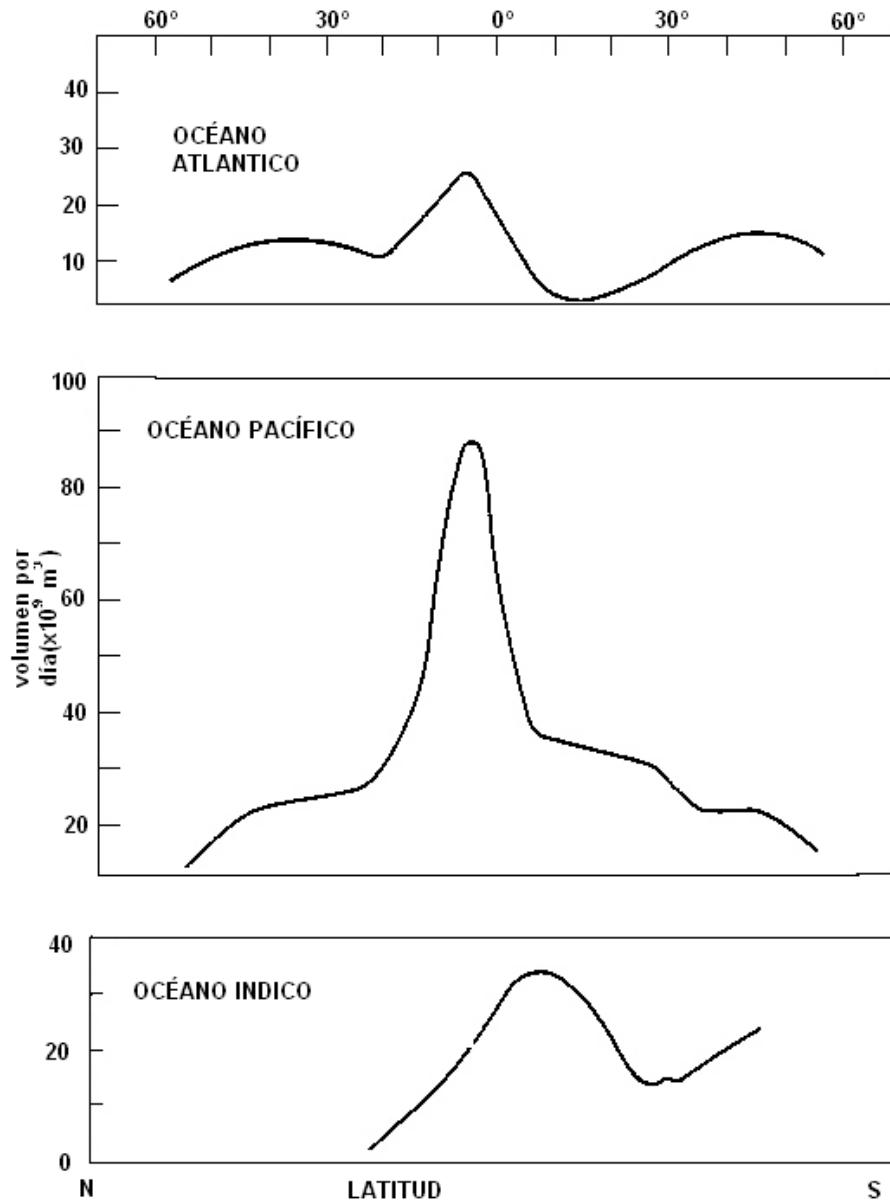 60° 30° 0° 30° 60°
40
30
20
10
OCÉANO
ATLANTICO
100
80
60
40
20
OCÉANO PACÍFICO
volumen por
día(x10⁹ m³)
40
20
0
OCÉANO INDICO
N LATITUD S